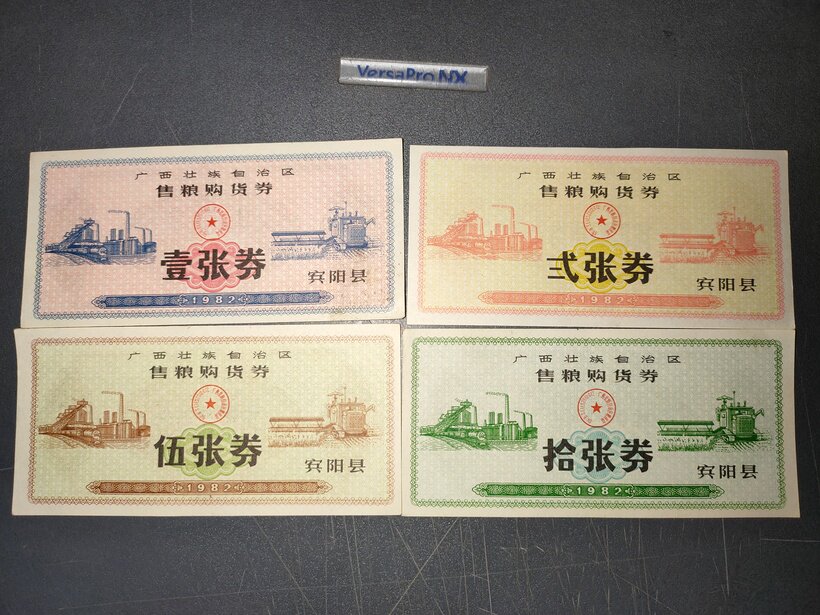 VersaPro NX
广西壮族自治区
售粮购货券
壹张券
宾阳县
1982
广西壮族自治区
售粮购货券
弍张券
宾阳县
1982
广西壮族自治区
售粮购货券
伍张券
宾阳县
1982
广西壮族自治区
售粮购货券
拾张券
宾阳县
1982